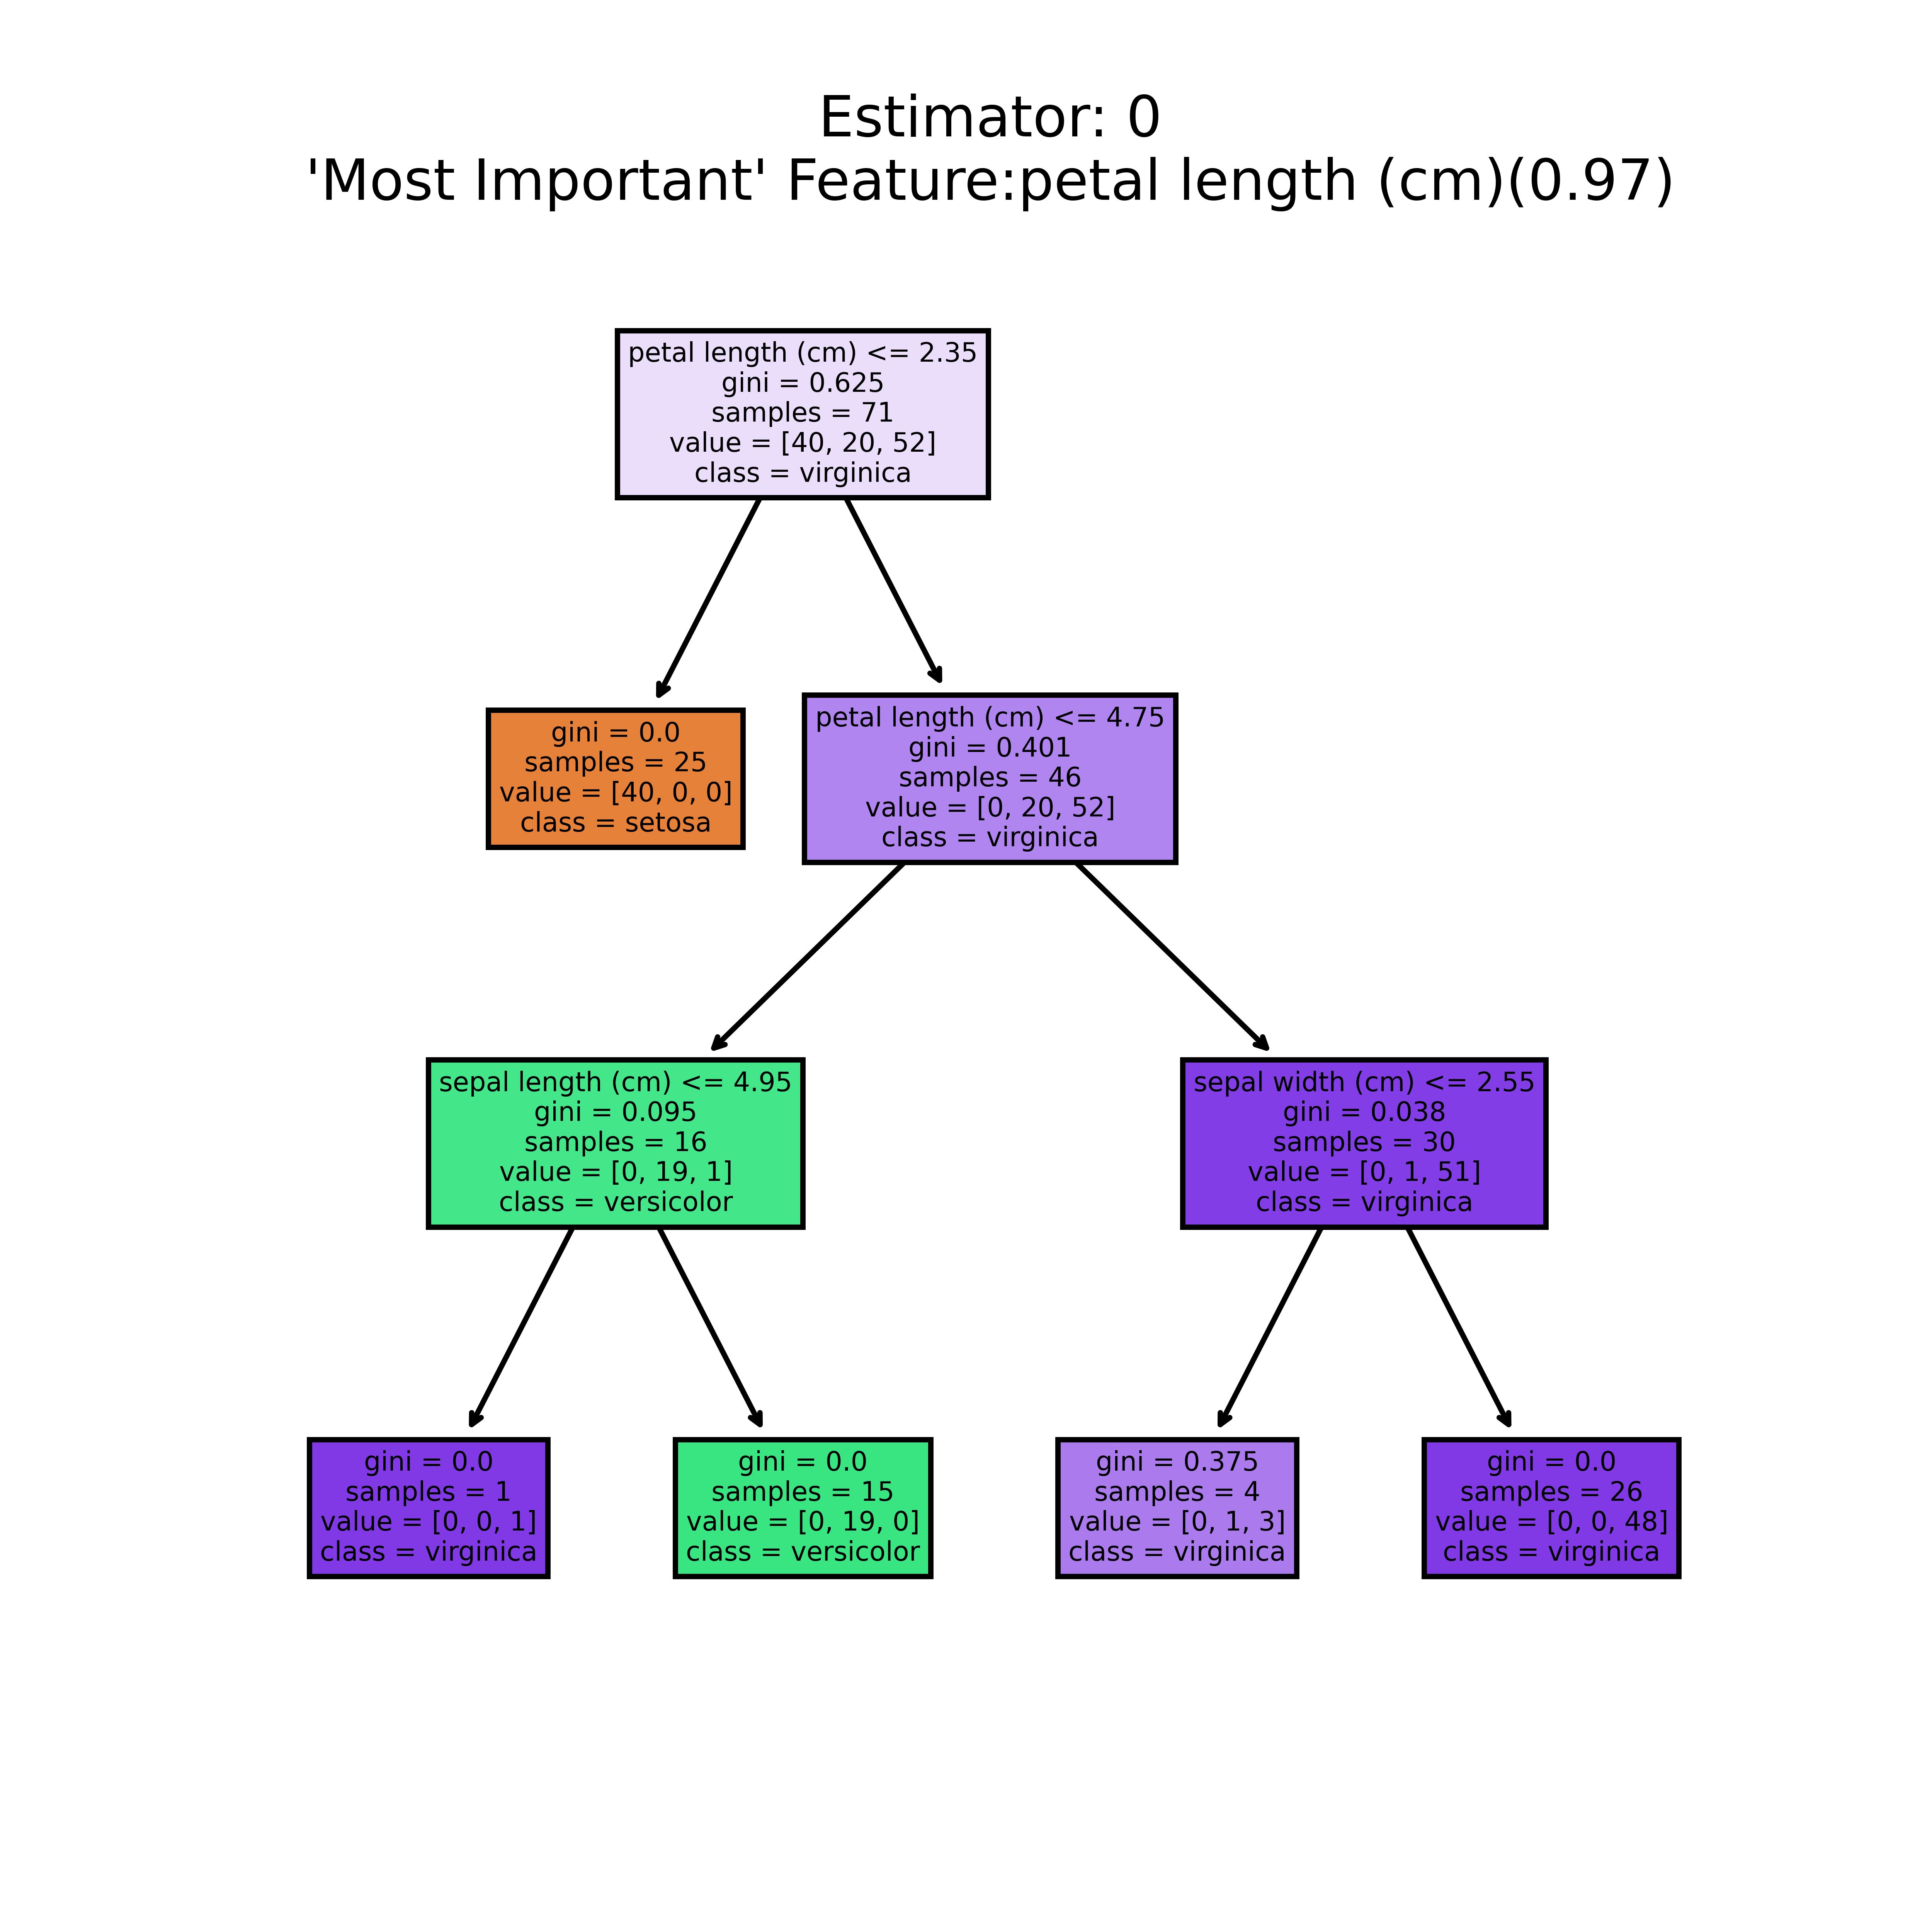 Estimator: 0
'Most Important' Feature:petal length (cm)(0.97)
petal length (cm) <= 2.35
gini = 0.625
samples = 71
value = [40, 20, 52]
class = virginica
gini = 0.0
samples = 25
value = [40, 0, 0]
class = setosa
petal length (cm) <= 4.75
gini = 0.401
samples = 46
value = [0, 20, 52]
class = virginica
sepal length (cm) <= 4.95
gini = 0.095
samples = 16
value = [0, 19, 1]
class = versicolor
sepal width (cm) <= 2.55
gini = 0.038
samples = 30
value = [0, 1, 51]
class = virginica
gini = 0.0
samples = 1
value = [0, 0, 1]
class = virginica
gini = 0.0
samples = 15
value = [0, 19, 0]
class = versicolor
gini = 0.375
samples = 4
value = [0, 1, 3]
class = virginica
gini = 0.0
samples = 26
value = [0, 0, 48]
class = virginica